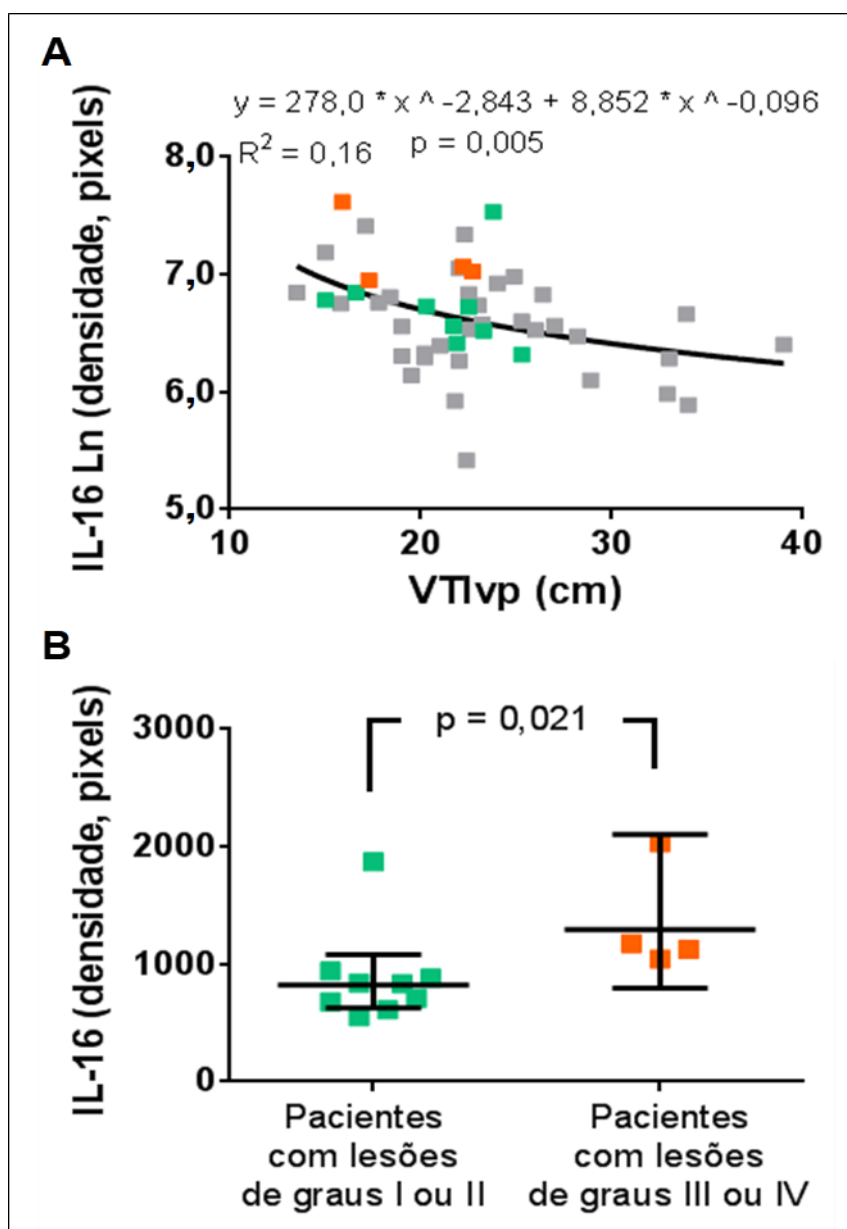 A
y = 278,0 * x ^ -2,843 + 8,852 * x ^ -0,096
R² = 0,16 p = 0,005
IL-16 Ln (densidade, pixels)
8,0
7,0
6,0
5,0
10 20 30 40
VTIvp (cm)
B
IL-16 (densidade, pixels)
3000
p = 0,021
2000
1000
0
Pacientes
com lesões
de graus I ou II
Pacientes
com lesões
de graus III ou IV